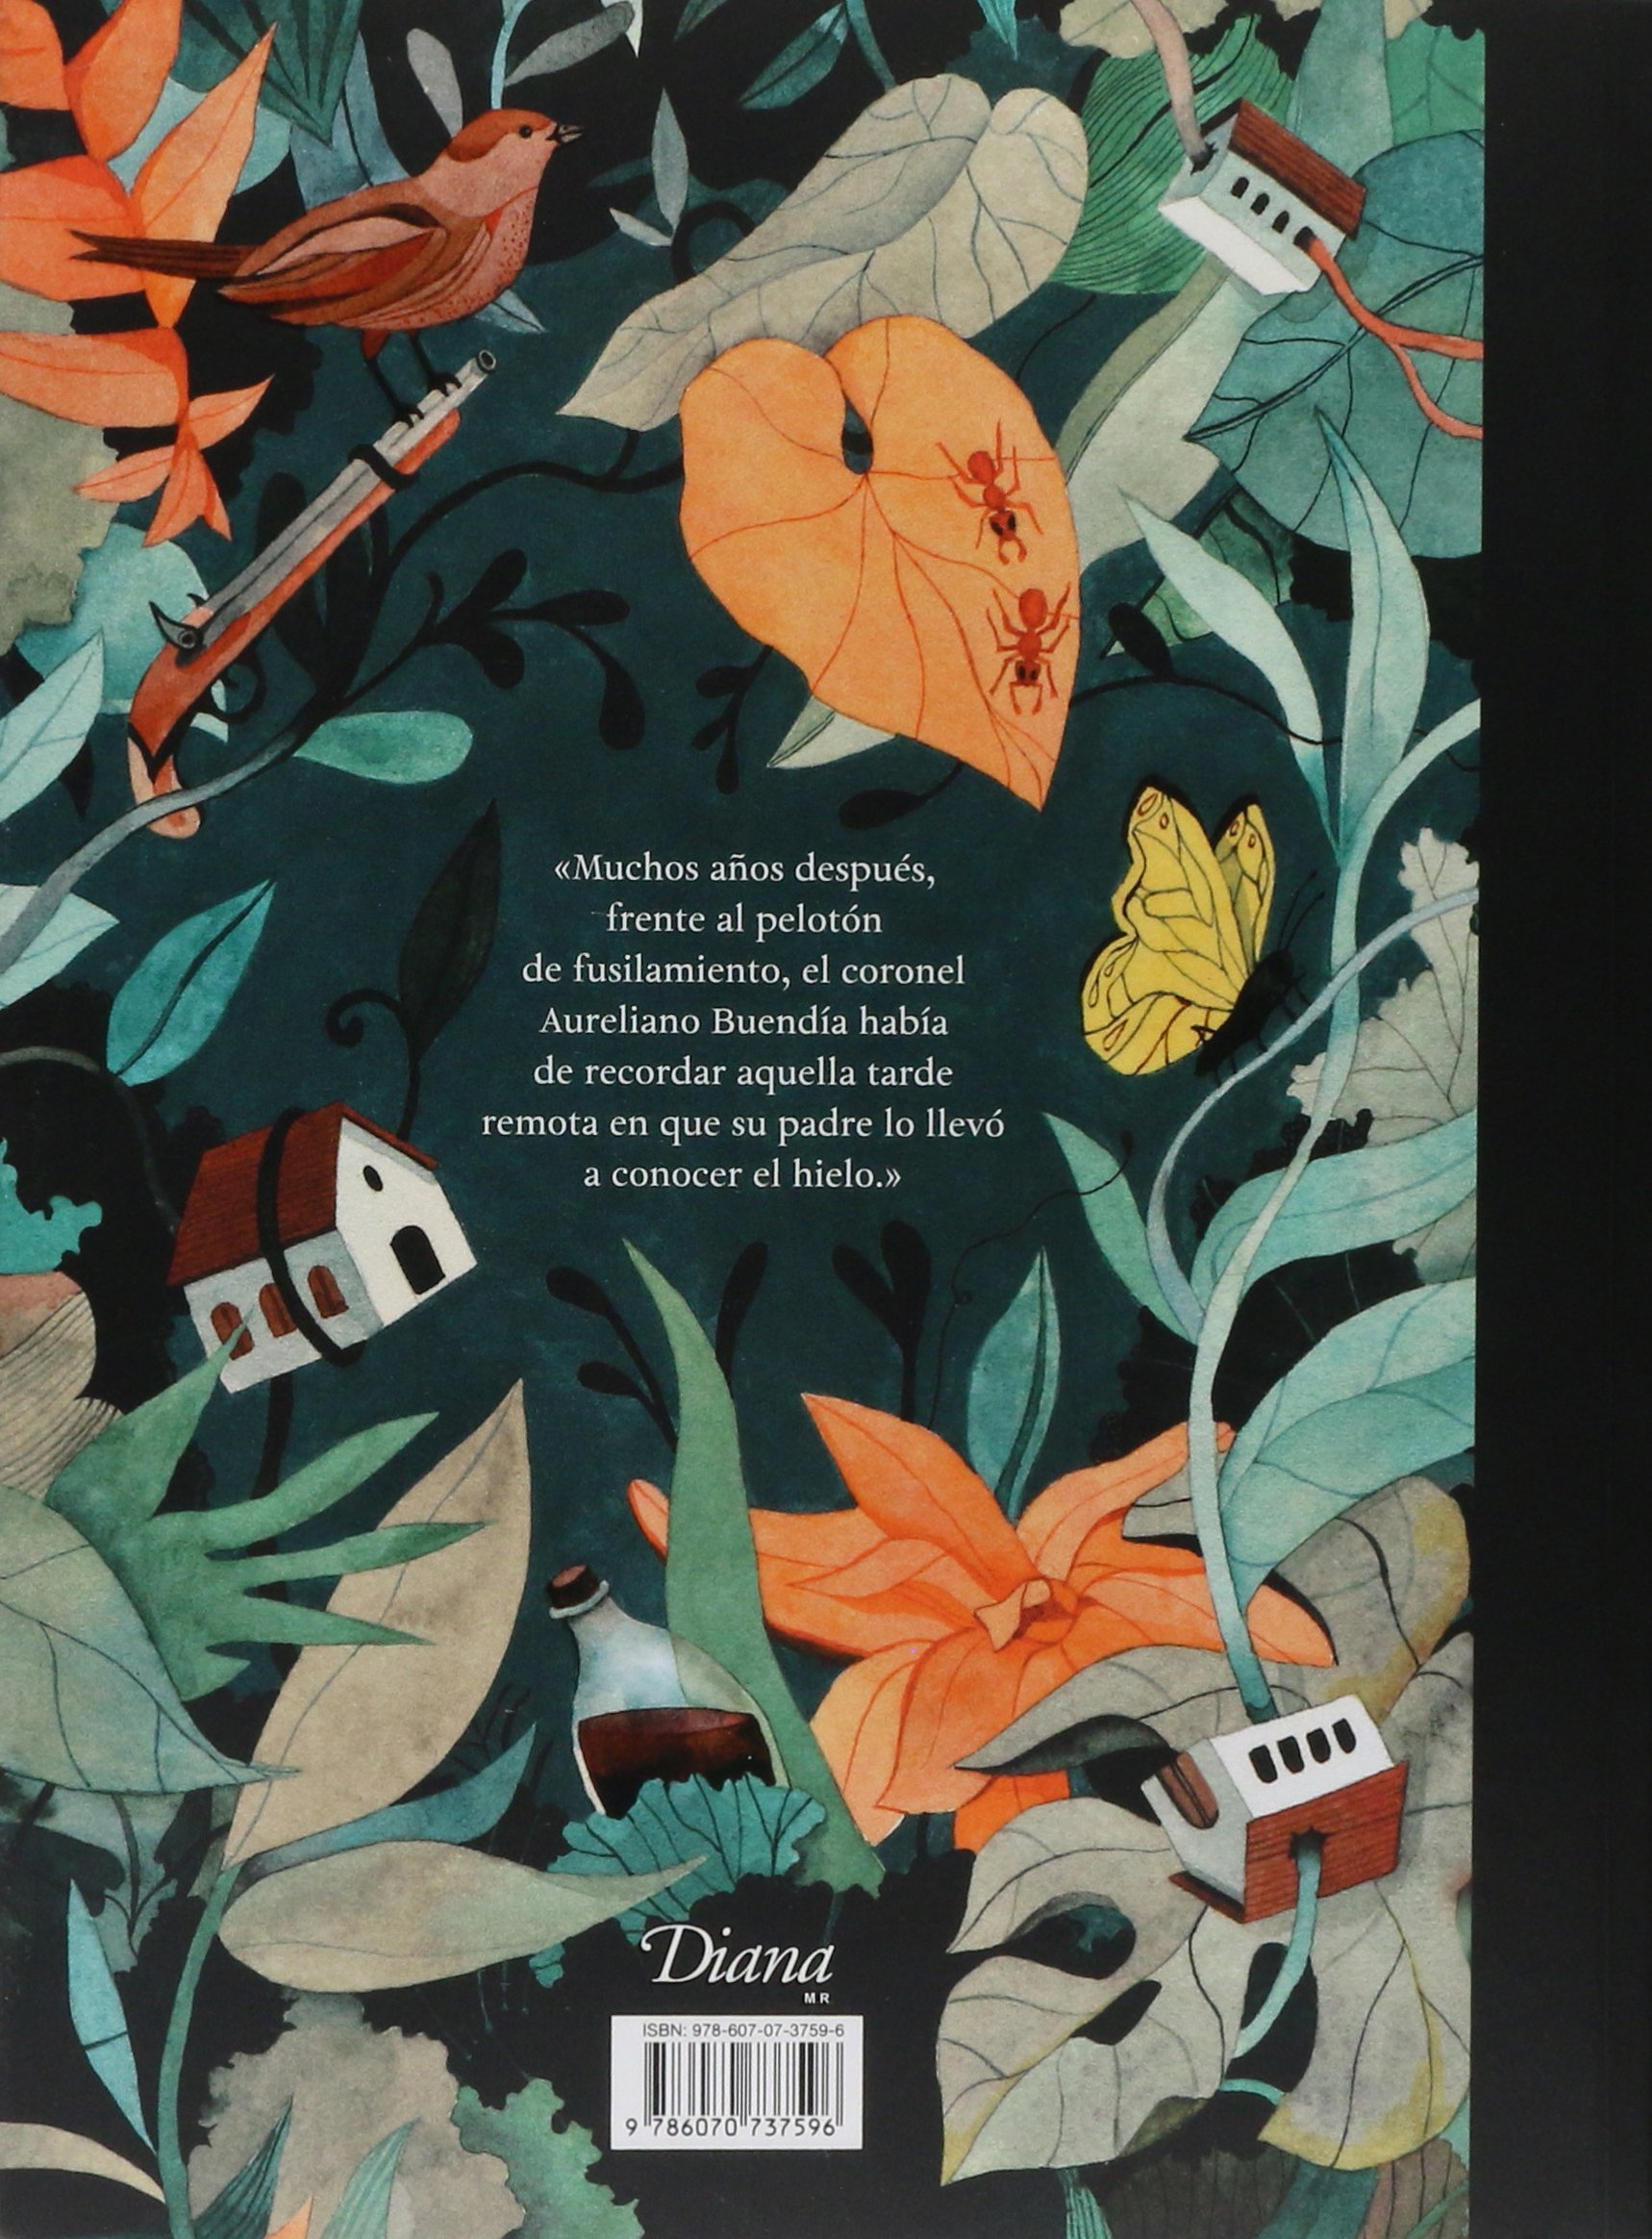 «Muchos años después,
frente al pelotón
de fusilamiento, el coronel
Aureliano Buendía había
de recordar aquella tarde
remota en que su padre lo llevó
a conocer el hielo.»
Diana
MR
ISBN: 978-607-07-3759-6
9 786070 737596